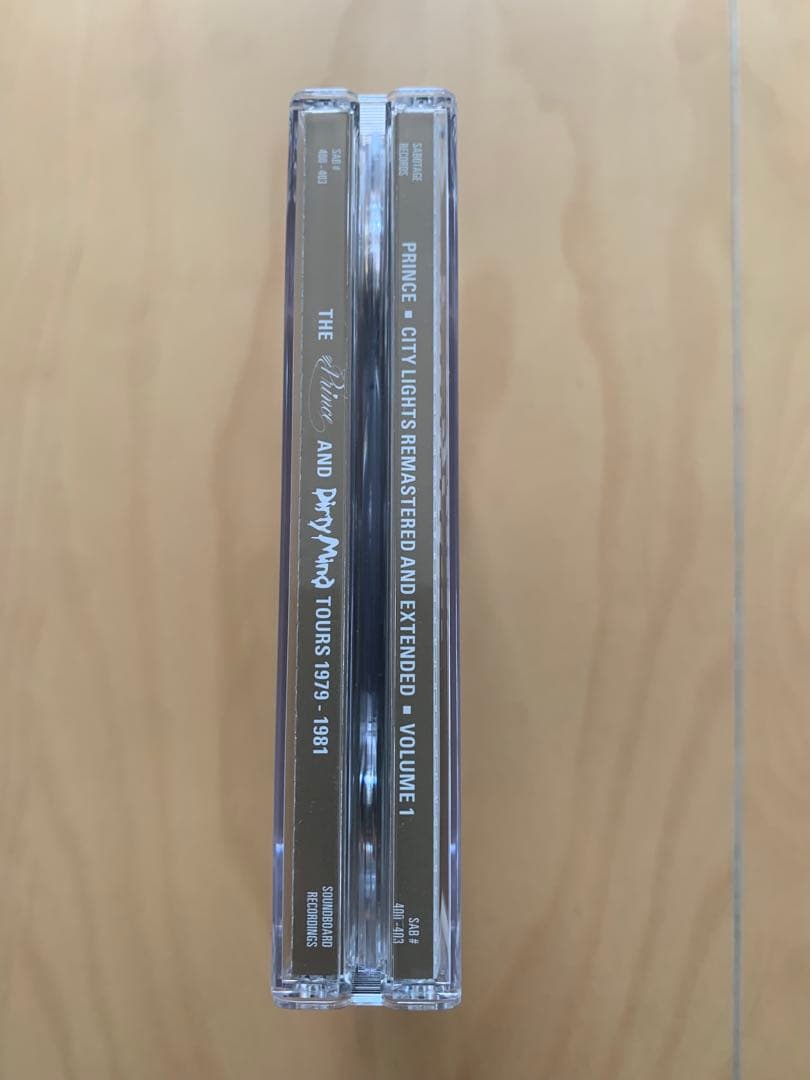 SABOTAGE
RECORDS
PRINCE ■ CITY LIGHTS REMASTERED AND EXTENDED ■ VOLUME 1
SAB #
400 - 403
SAB #
400 - 403
THE Prince AND Dirty Mind TOURS 1979 - 1981
SOUNDBOARD
RECORDINGS